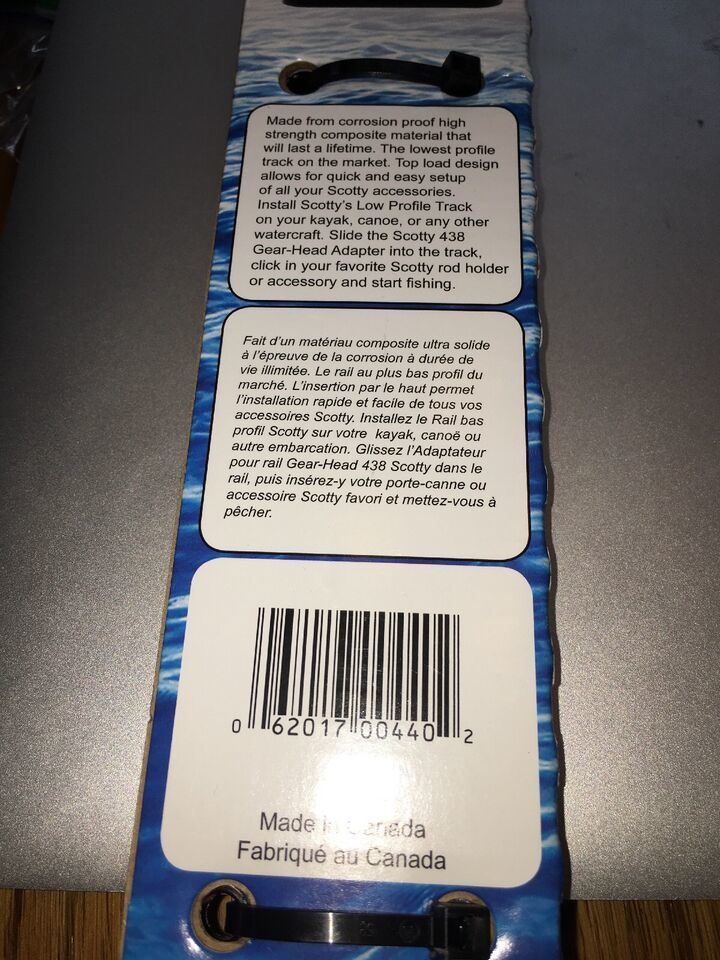 Made from corrosion proof high
strength composite material that
will last a lifetime. The lowest profile
track on the market. Top load design
allows for quick and easy setup
of all your Scotty accessories.
Install Scotty's Low Profile Track
on your kayak, canoe, or any other
watercraft. Slide the Scotty 438
Gear-Head Adapter into the track,
click in your favorite Scotty rod holder
or accessory and start fishing.
Fait d'un matériau composite ultra solide
à l'épreuve de la corrosion à durée de
vie illimitée. Le rail au plus bas profil du
marché. L'insertion par le haut permet
l'installation rapide et facile de tous vos
accessoires Scotty. Installez le Rail bas
profil Scotty sur votre kayak, canoë ou
autre embarcation. Glissez l'Adaptateur
pour rail Gear-Head 438 Scotty dans le
rail, puis insérez-y votre porte-canne ou
accessoire Scotty favori et mettez-vous à
pêcher.
0 62017 00440 2
Made in Canada
Fabriqué au Canada